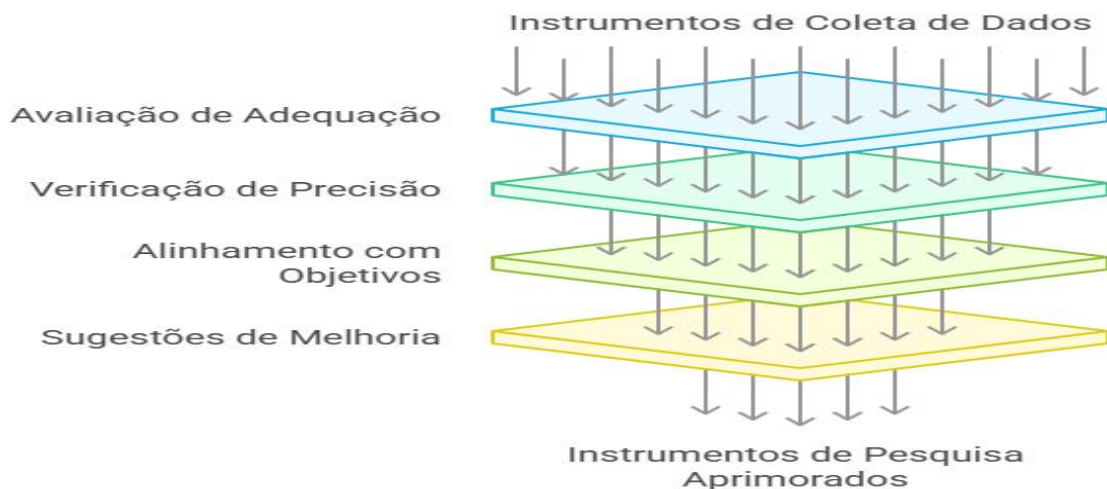 Instrumentos de Coleta de Dados
Avaliação de Adequação
Verificação de Precisão
Alinhamento com
Objetivos
Sugestões de Melhoria
Instrumentos de Pesquisa
Aprimorados